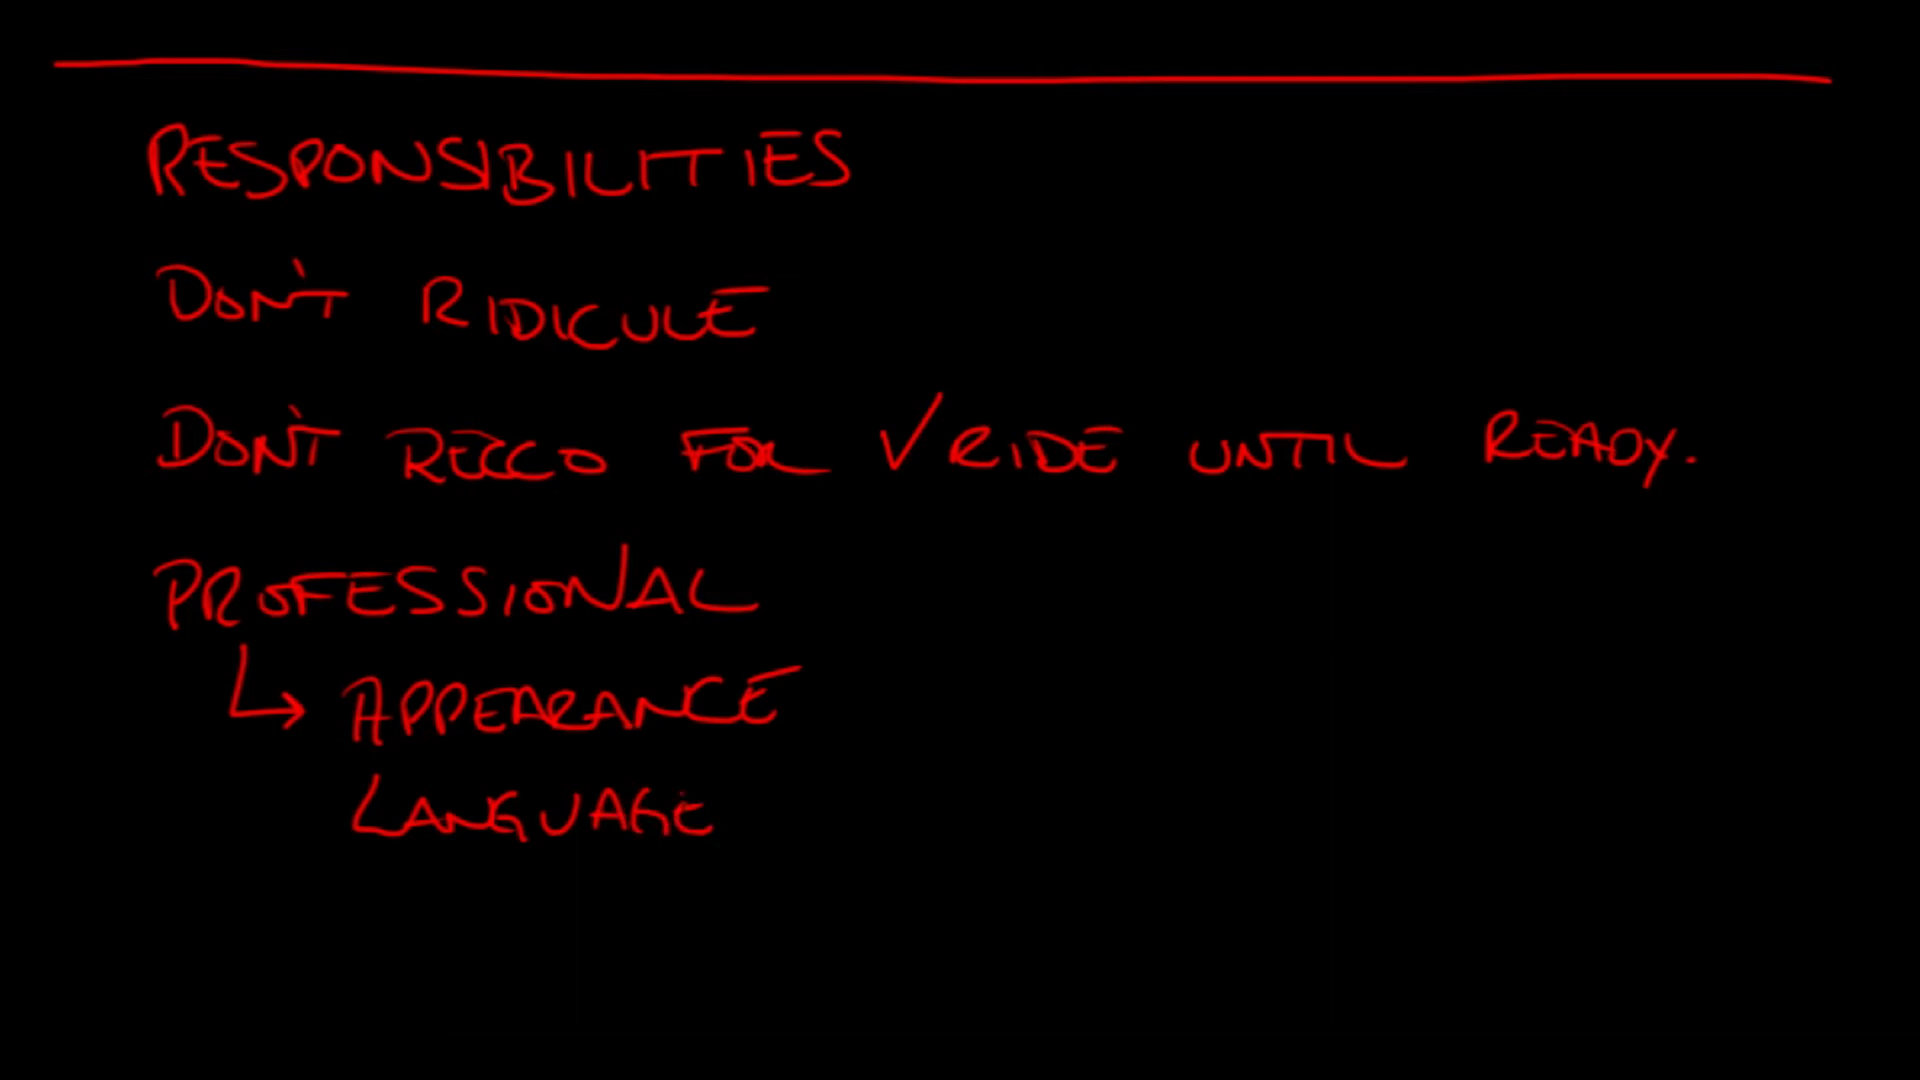 RESPONSIBILITIES
DON'T RIDICULE
DON'T RECCO FOR √ RIDE UNTIL READY.
PROFESSIONAL
↳ APPEARANCE
LANGUAGE